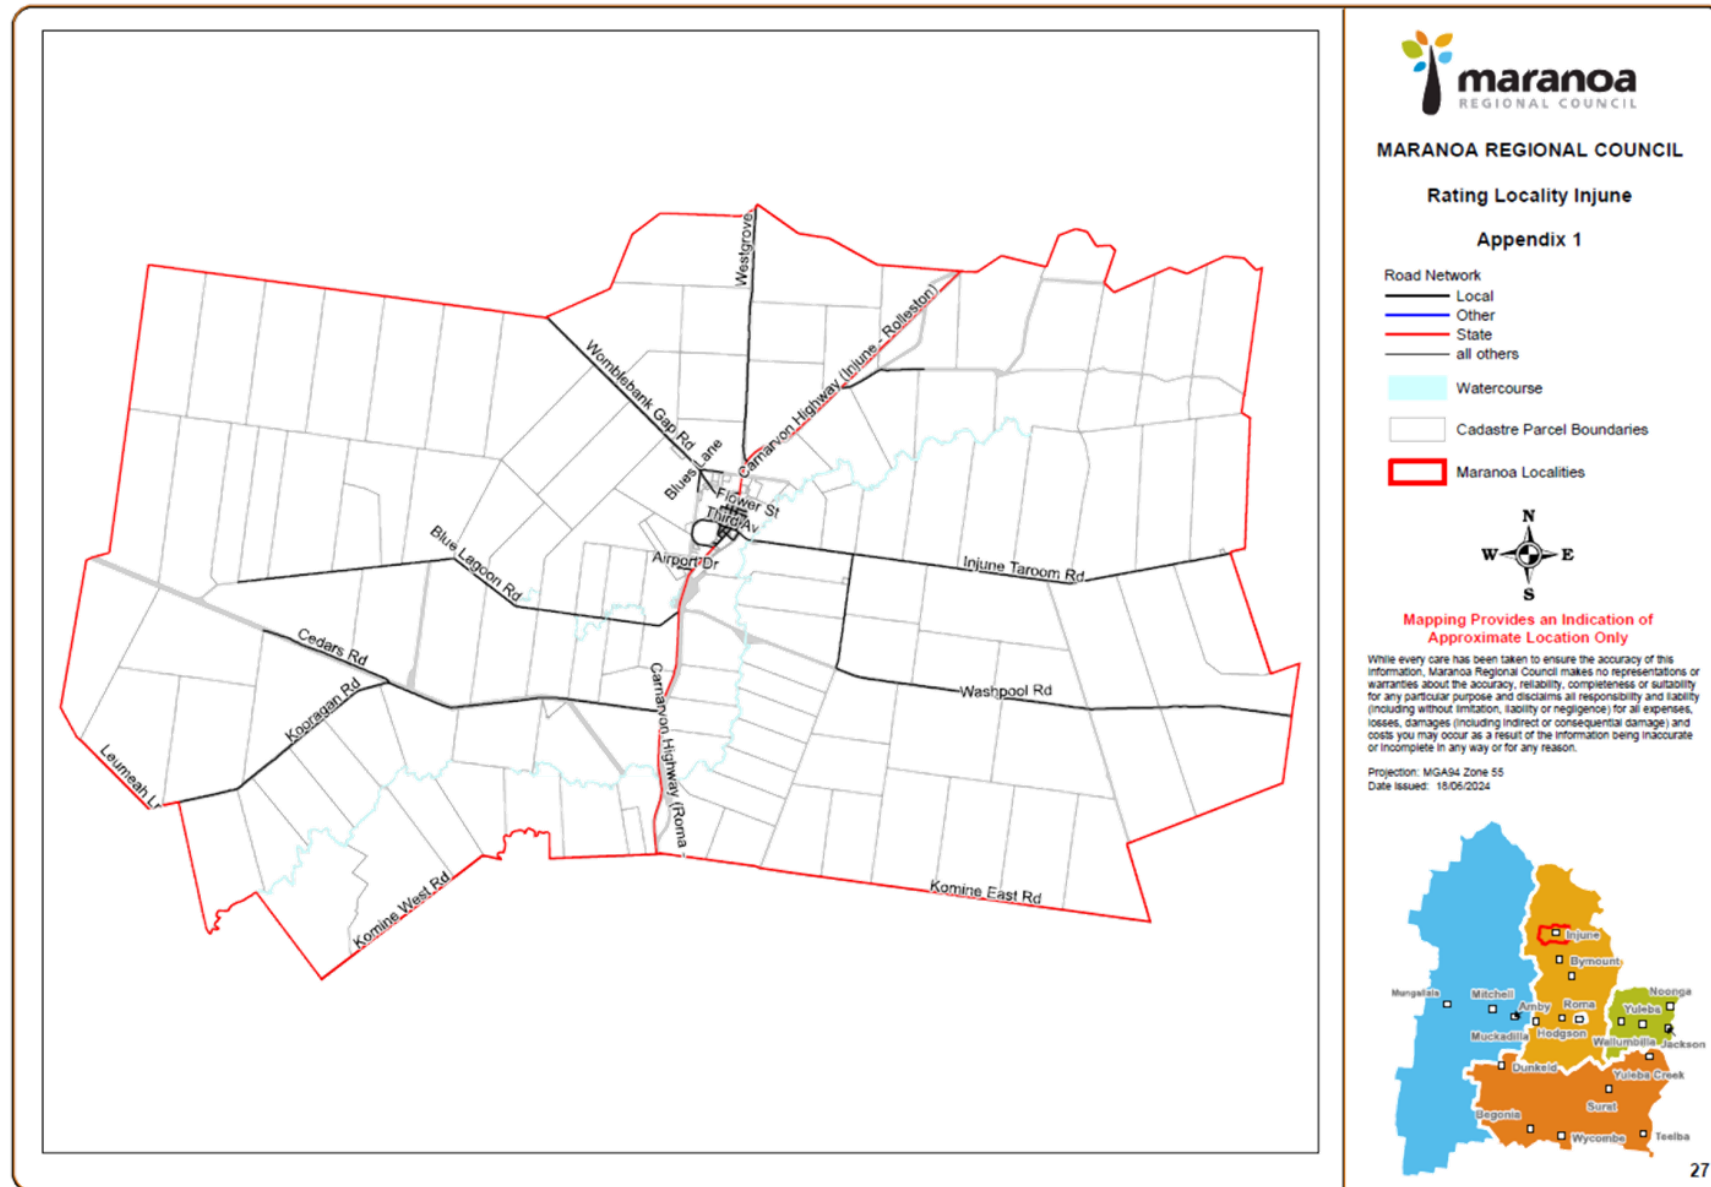 Westgrove
Carnarvon Highway (Injune - Rolleston)
Womblebank Gap Rd
Blues Lane
Flower St
Third Av
Airport Dr
Blue Lagoon Rd
Injune Taroom Rd
Cedars Rd
Kooragan Rd
Leumeah Lr
Carnarvon Highway (Roma -
Washpool Rd
Komine West Rd
Komine East Rd
maranoa
REGIONAL COUNCIL
MARANOA REGIONAL COUNCIL
Rating Locality Injune
Appendix 1
Road Network
Local
Other
State
all others
Watercourse
Cadastre Parcel Boundaries
Maranoa Localities
N
W E
S
Mapping Provides an Indication of
Approximate Location Only
While every care has been taken to ensure the accuracy of this
information, Maranoa Regional Council makes no representations or
warranties about the accuracy, reliability, completeness or suitability
for any particular purpose and disclaims all responsibility and liability
(including without limitation, liability or negligence) for all expenses,
losses, damages (including indirect or consequential damage) and
costs you may occur as a result of the information being inaccurate
or incomplete in any way or for any reason.
Projection: MGA94 Zone 55
Date Issued: 18/06/2024
Injune
Bymount
Mungallala
Mitchell
Amby
Roma
Noonga
Yuleba
Muckadilla
Hodgson
Wallumbilla
Jackson
Dunkeld
Yuleba Creek
Surat
Begonia
Wycombe
Teelba
27